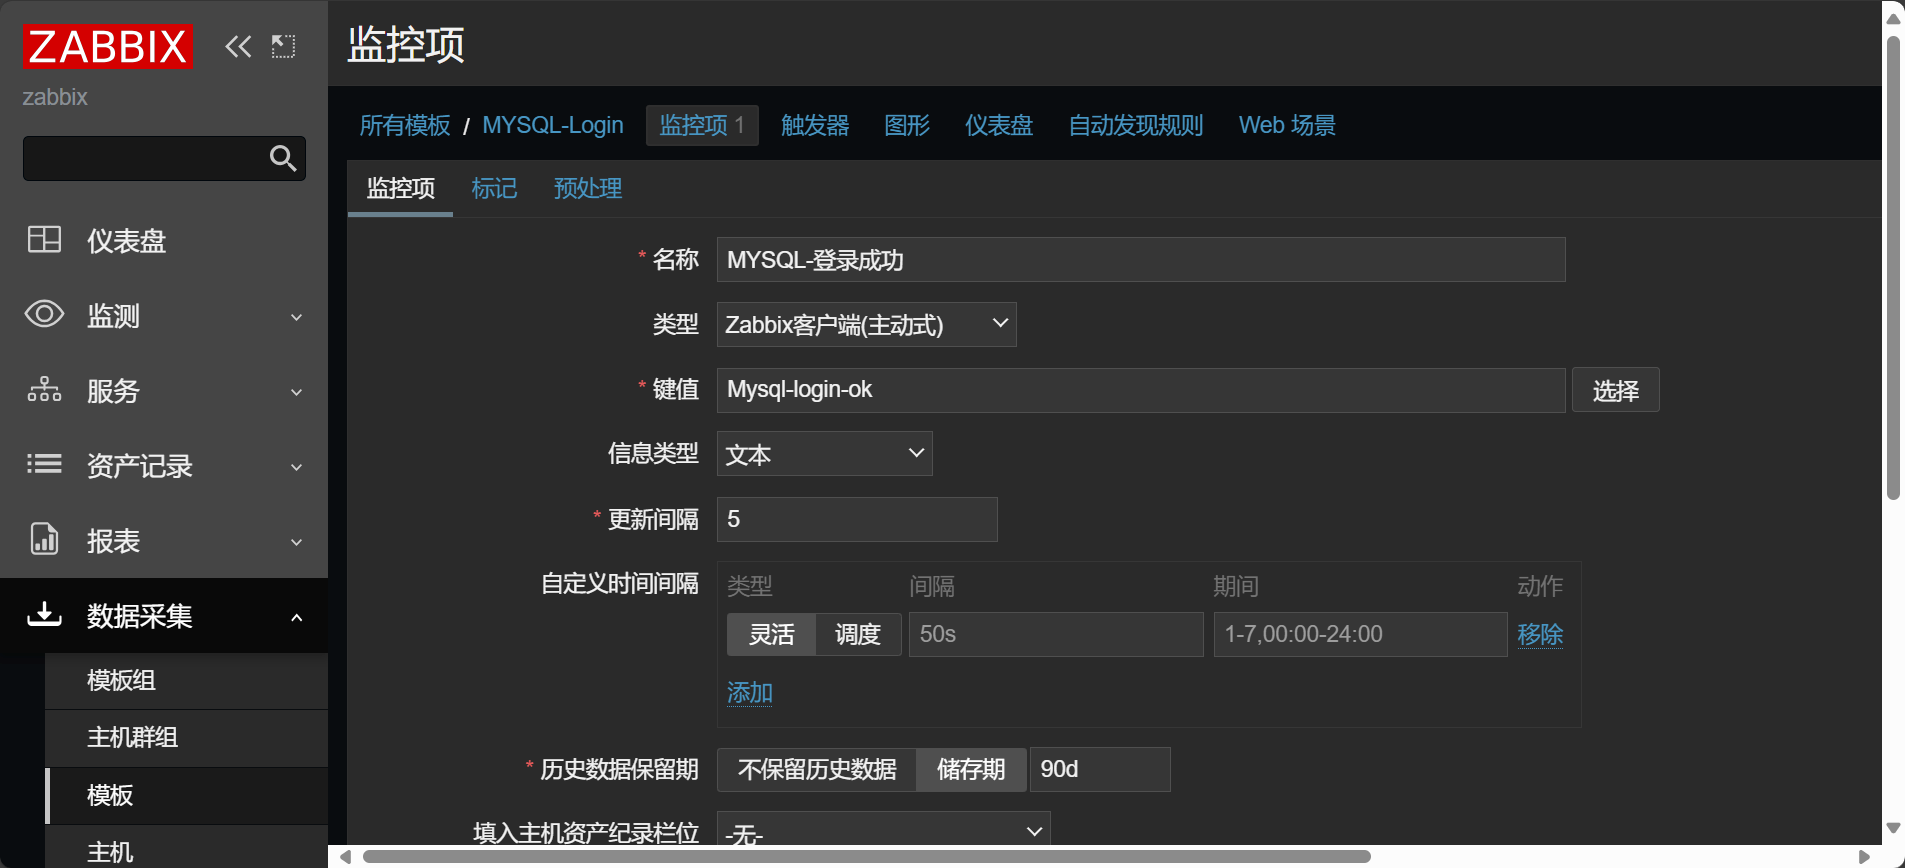 ZABBIX
zabbix
仪表盘
监测
服务
资产记录
报表
数据采集
模板组
主机群组
模板
主机
监控项
所有模板 / MYSQL-Login 监控项 1 触发器 图形 仪表盘 自动发现规则 Web 场景
监控项 标记 预处理
* 名称 MYSQL-登录成功
类型 Zabbix客户端(主动式)
* 键值 Mysql-login-ok 选择
信息类型 文本
* 更新间隔 5
自定义时间间隔 类型 间隔 期间 动作
灵活 调度 50s 1-7,00:00-24:00 移除
添加
* 历史数据保留期 不保留历史数据 储存期 90d
填入主机资产纪录栏位 -无-